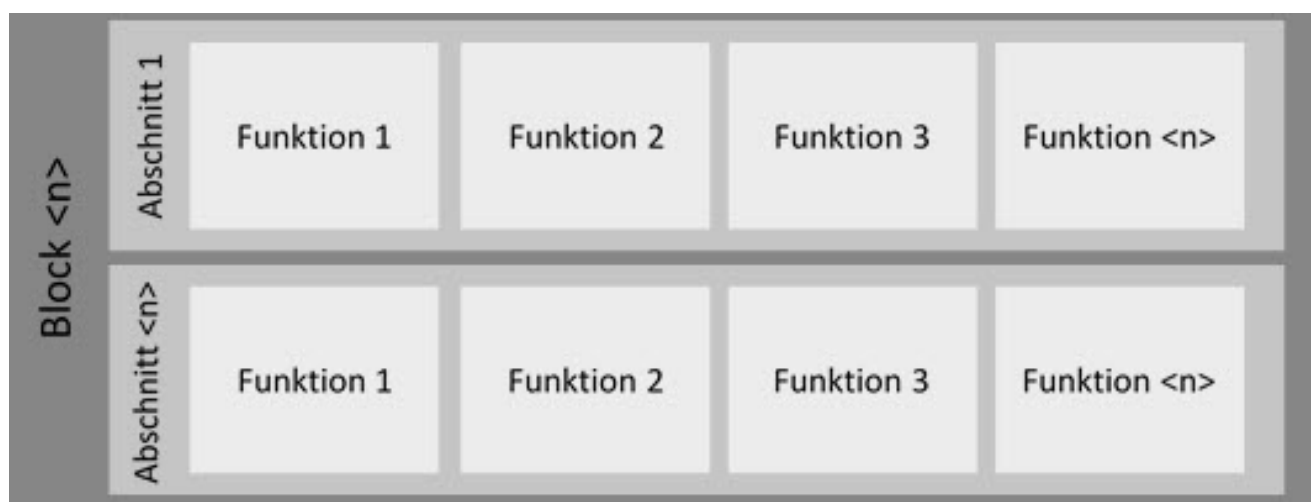 Block <n>
Abschnitt 1
Funktion 1
Funktion 2
Funktion 3
Funktion <n>
Abschnitt <n>
Funktion 1
Funktion 2
Funktion 3
Funktion <n>